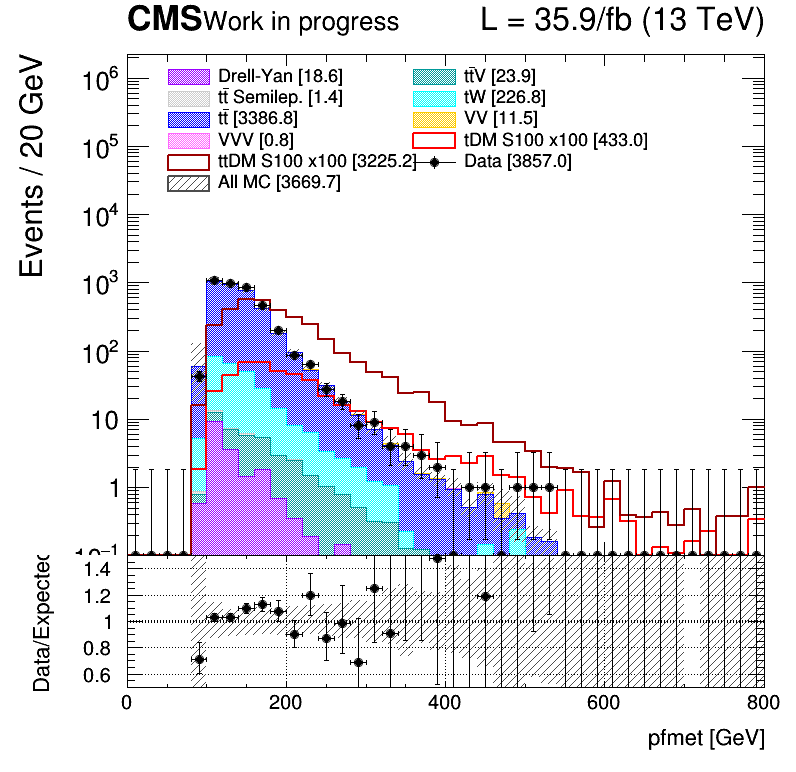 CMS Work in progress L = 35.9/fb (13 TeV)
Events / 20 GeV
Drell-Yan [18.6] tt̄V [23.9]
tt̄ Semilep. [1.4] tW [226.8]
tt̄ [3386.8] VV [11.5]
VVV [0.8] tDM S100 x100 [433.0]
ttDM S100 x100 [3225.2] Data [3857.0]
All MC [3669.7]
10⁶
10⁵
10⁴
10³
10²
10
1
10⁻¹
Data/Expected
1.4
1.2
1
0.8
0.6
0 200 400 600 800
pfmet [GeV]